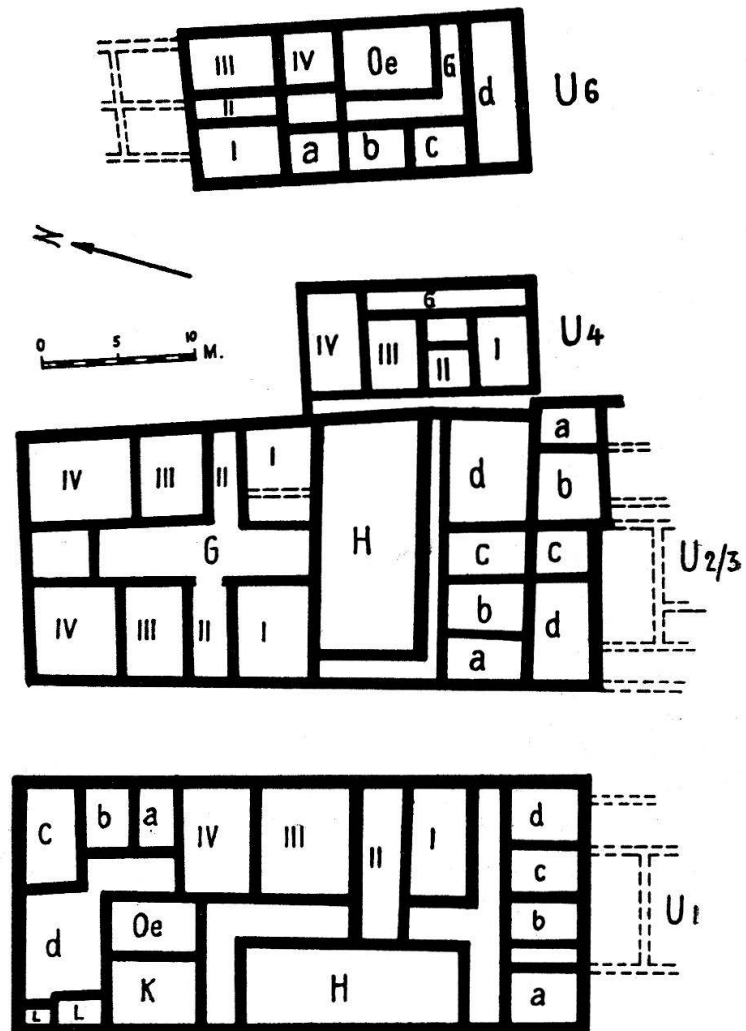 III IV Oe G d U6
II
I a b c
N
0 5 10 M.
G
IV III II I U4
a
IV III II I d b
G H c c U2/3
IV III II I b d
a
C b a IV III II I d
c
d Oe b U1
K H a
L L